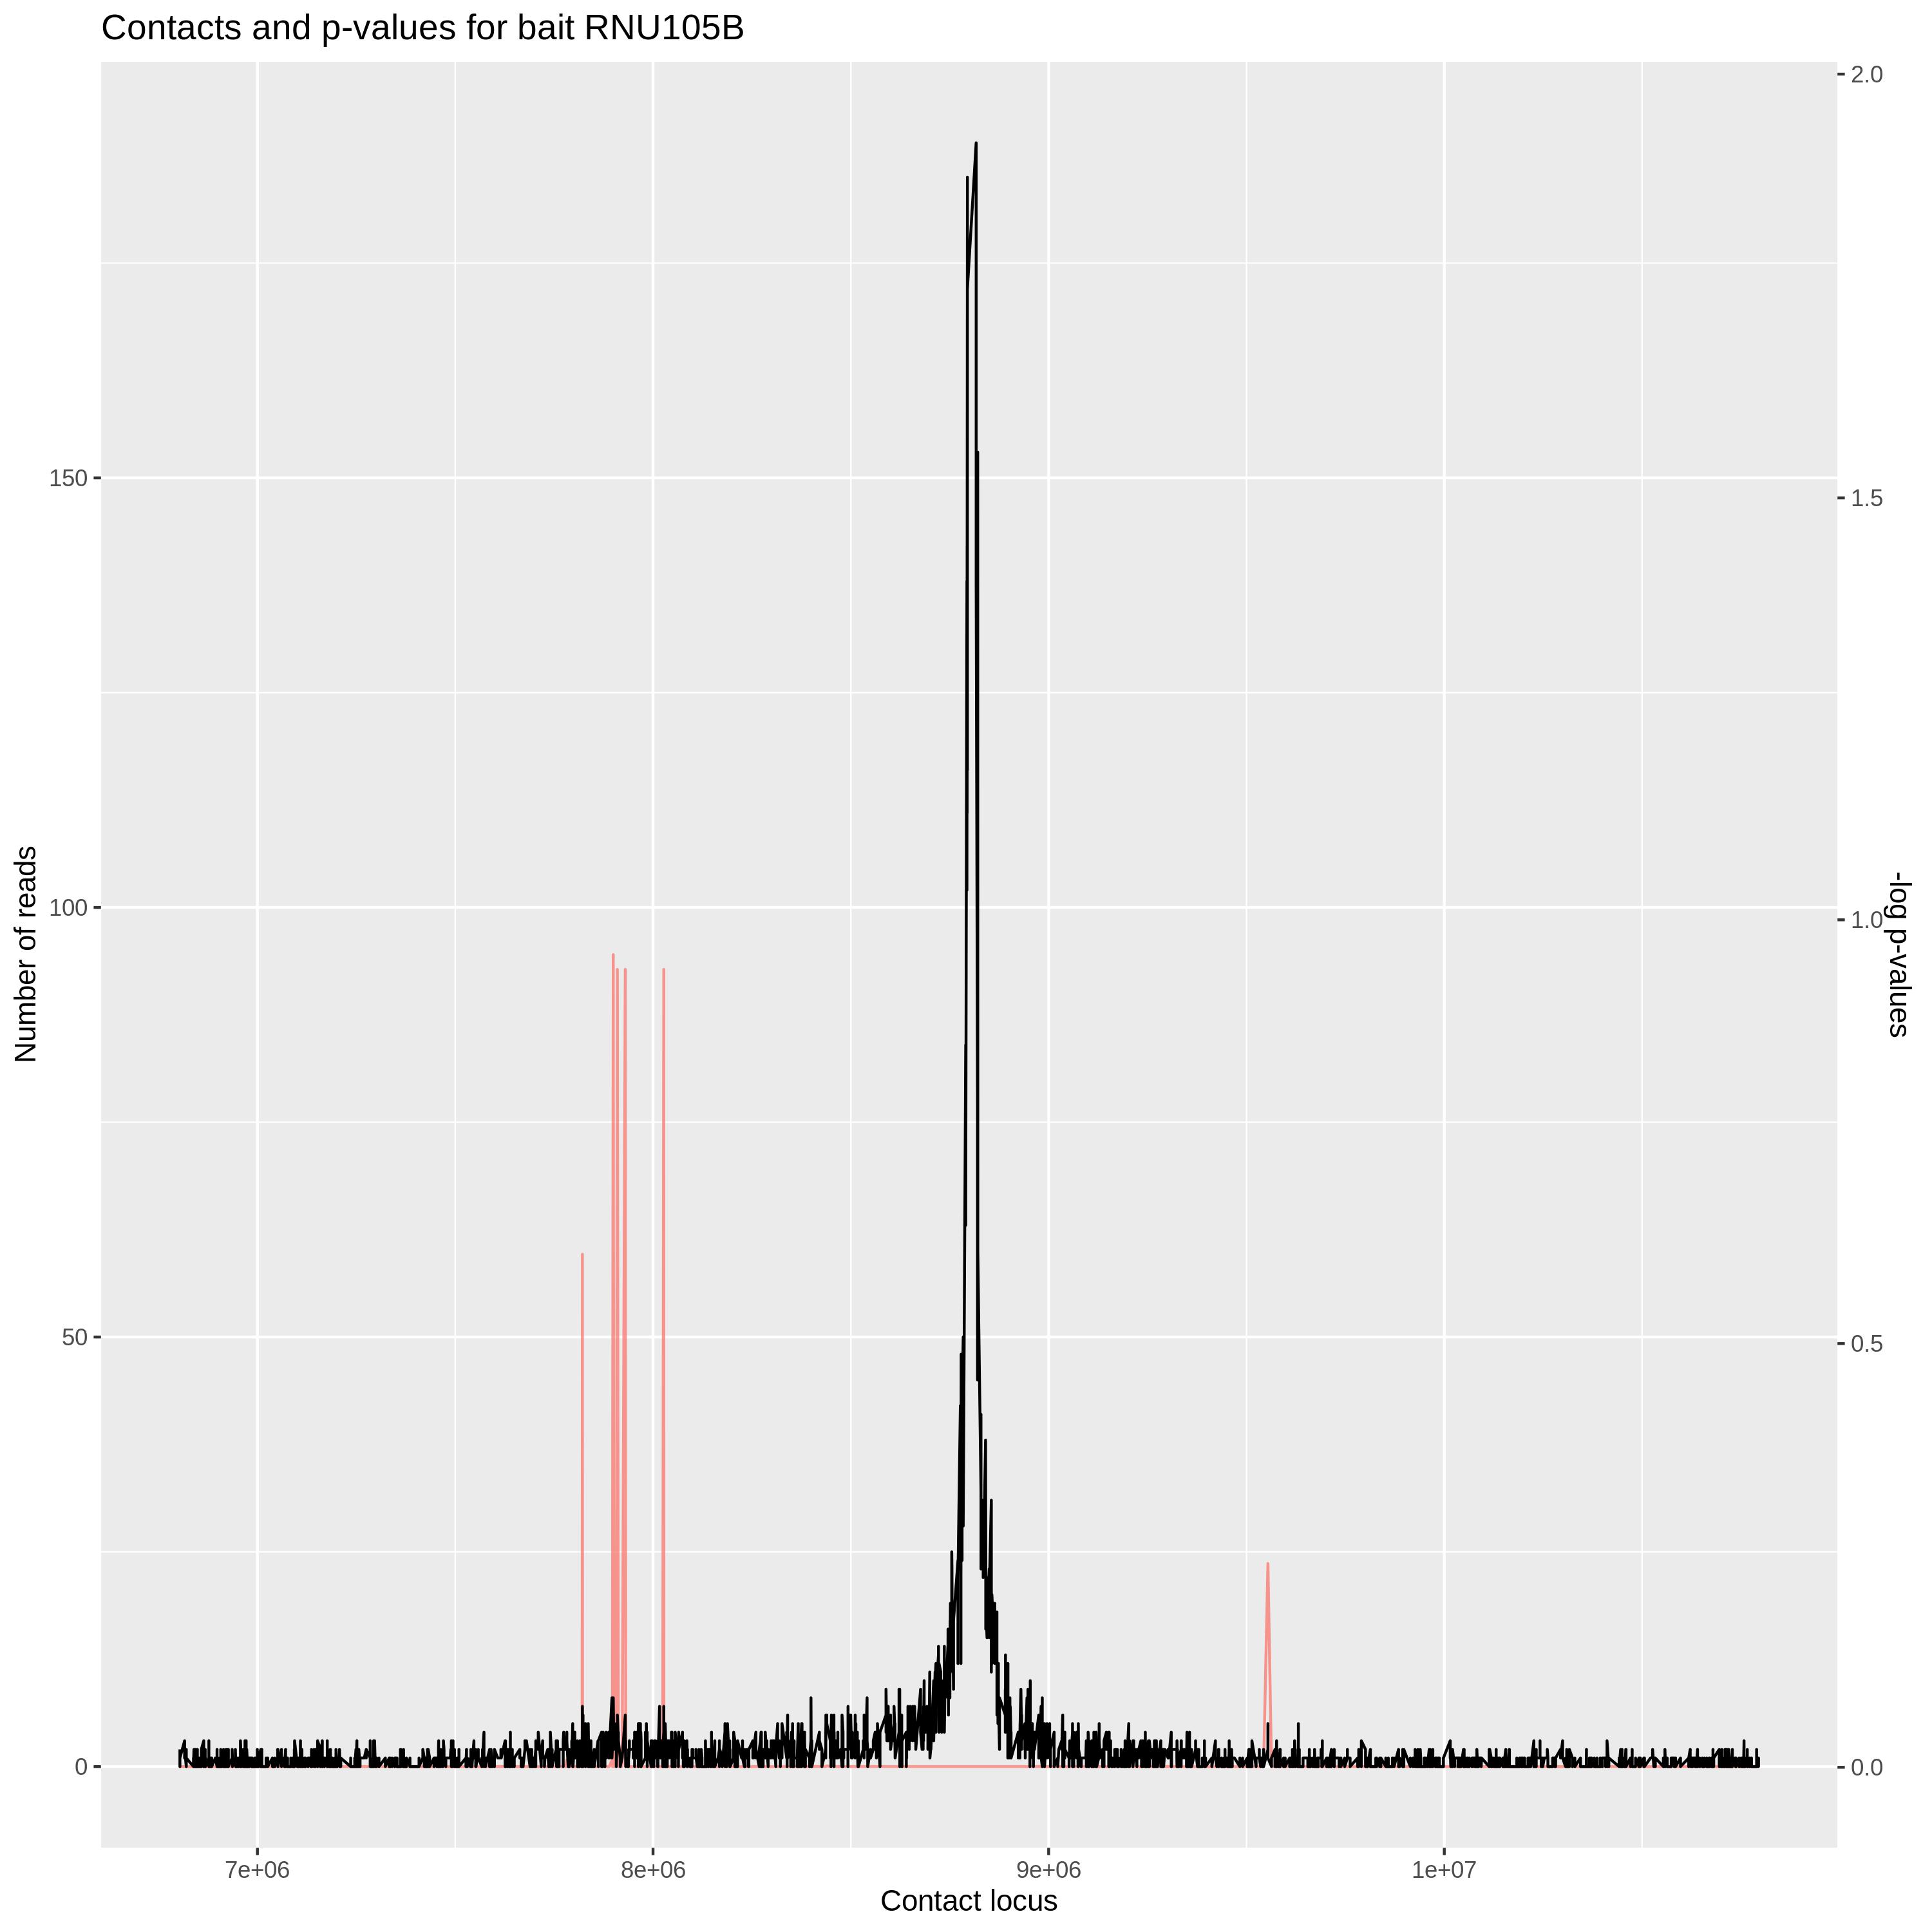 Contacts and p-values for bait RNU105B
2.0
150
1.5
100
1.0
50
0.5
0
0.0
Number of reads
-log p-values
7e+06
8e+06
9e+06
1e+07
Contact locus